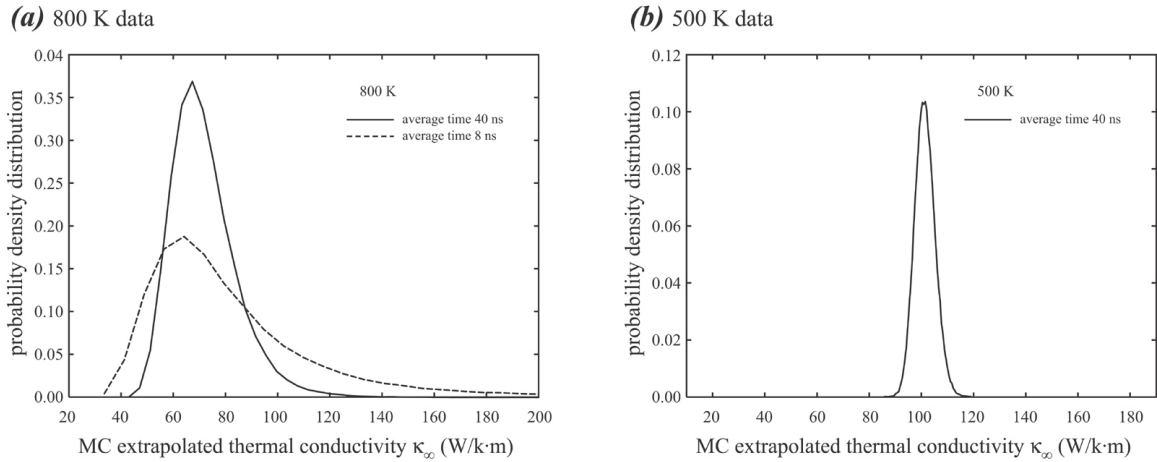 (a) 800 K data
probability density distribution
0.04
0.35
0.30
0.25
0.20
0.15
0.10
0.05
0.00
800 K
average time 40 ns
average time 8 ns
20 40 60 80 100 120 140 160 180 200
MC extrapolated thermal conductivity κ∞ (W/k·m)
(b) 500 K data
probability density distribution
0.12
0.10
0.08
0.06
0.04
0.02
0.00
500 K
average time 40 ns
20 40 60 80 100 120 140 160 180
MC extrapolated thermal conductivity κ∞ (W/k·m)